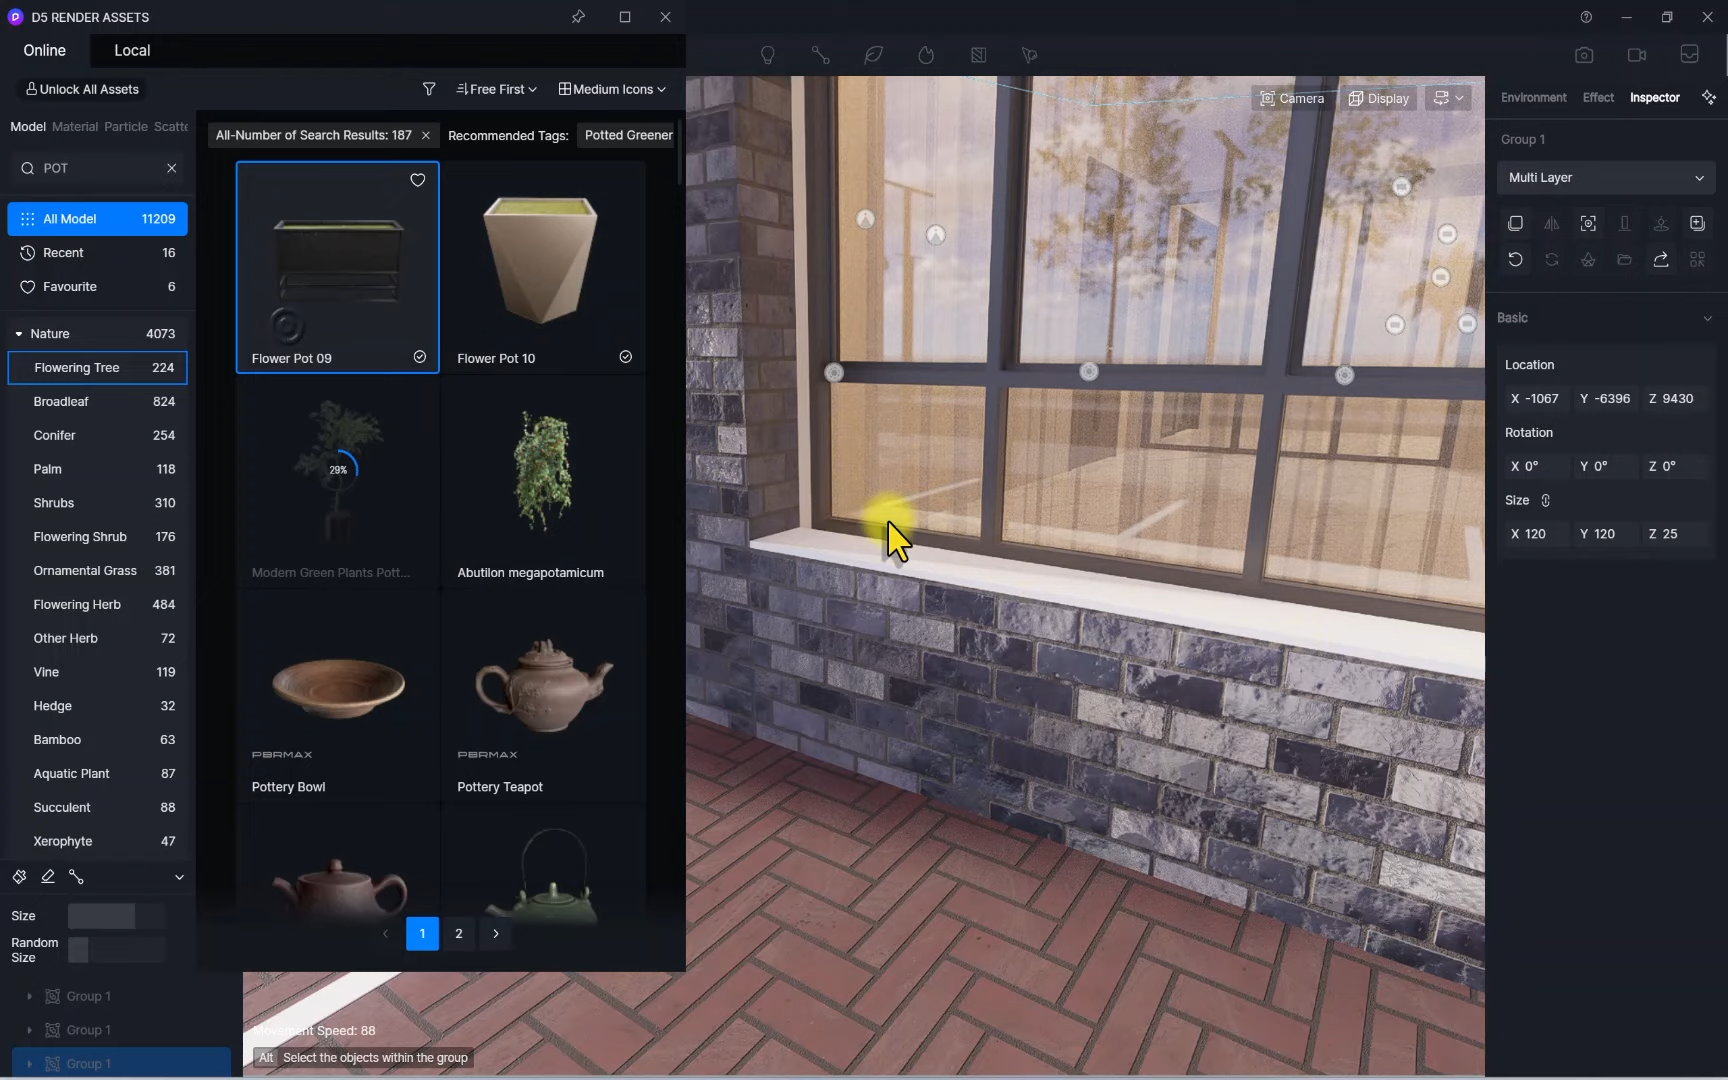 D5 RENDER ASSETS
Online
Local
Unlock All Assets
Free First
Medium Icons
Model Material Particle Scatte
All-Number of Search Results: 187
Recommended Tags:
Potted Greener
POT
All Model 11209
Recent 16
Favourite 6
Nature 4073
Flowering Tree 224
Broadleaf 824
Conifer 254
Palm 118
Shrubs 310
Flowering Shrub 176
Ornamental Grass 381
Flowering Herb 484
Other Herb 72
Vine 119
Hedge 32
Bamboo 63
Aquatic Plant 87
Succulent 88
Xerophyte 47
Size
Random
Size
Group 1
Group 1
Group 1
Flower Pot 09
Flower Pot 10
29%
Modern Green Plants Pott...
Abutilon megapotamicum
PBRMAX
Pottery Bowl
PBRMAX
Pottery Teapot
1
2
Movement Speed: 88
Alt Select the objects within the group
Camera
Display
Environment
Effect
Inspector
Group 1
Multi Layer
Basic
Location
X -1067 Y -6396 Z 9430
Rotation
X 0° Y 0° Z 0°
Size
X 120 Y 120 Z 25